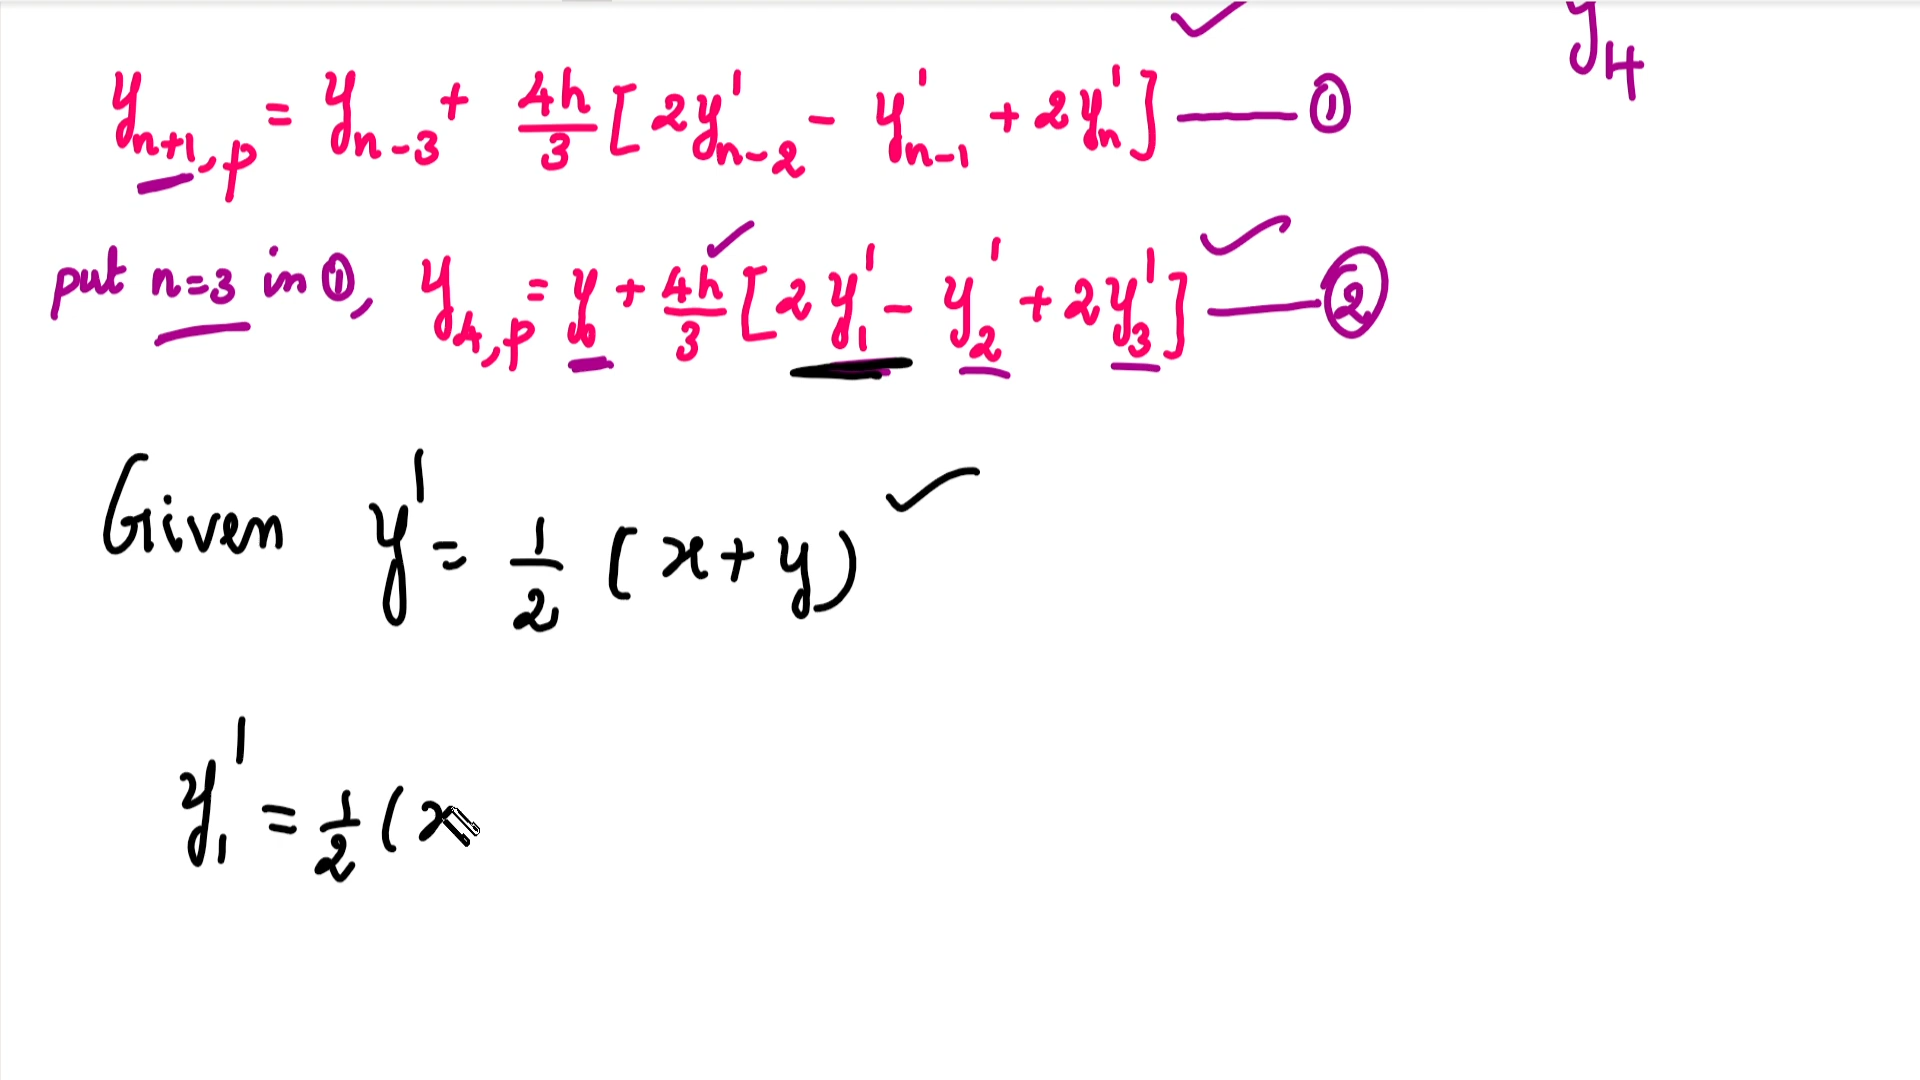 y₄
yₙ₊₁,ₚ = yₙ₋₃ + 4h/3 [2y'ₙ₋₂ - y'ₙ₋₁ + 2y'ₙ] —— ①
put n=3 in ①, y₄,ₚ = y₀ + 4h/3 [2y'₁ - y'₂ + 2y'₃] —— ②
Given y' = 1/2 (x+y)
y'₁ = 1/2 (x